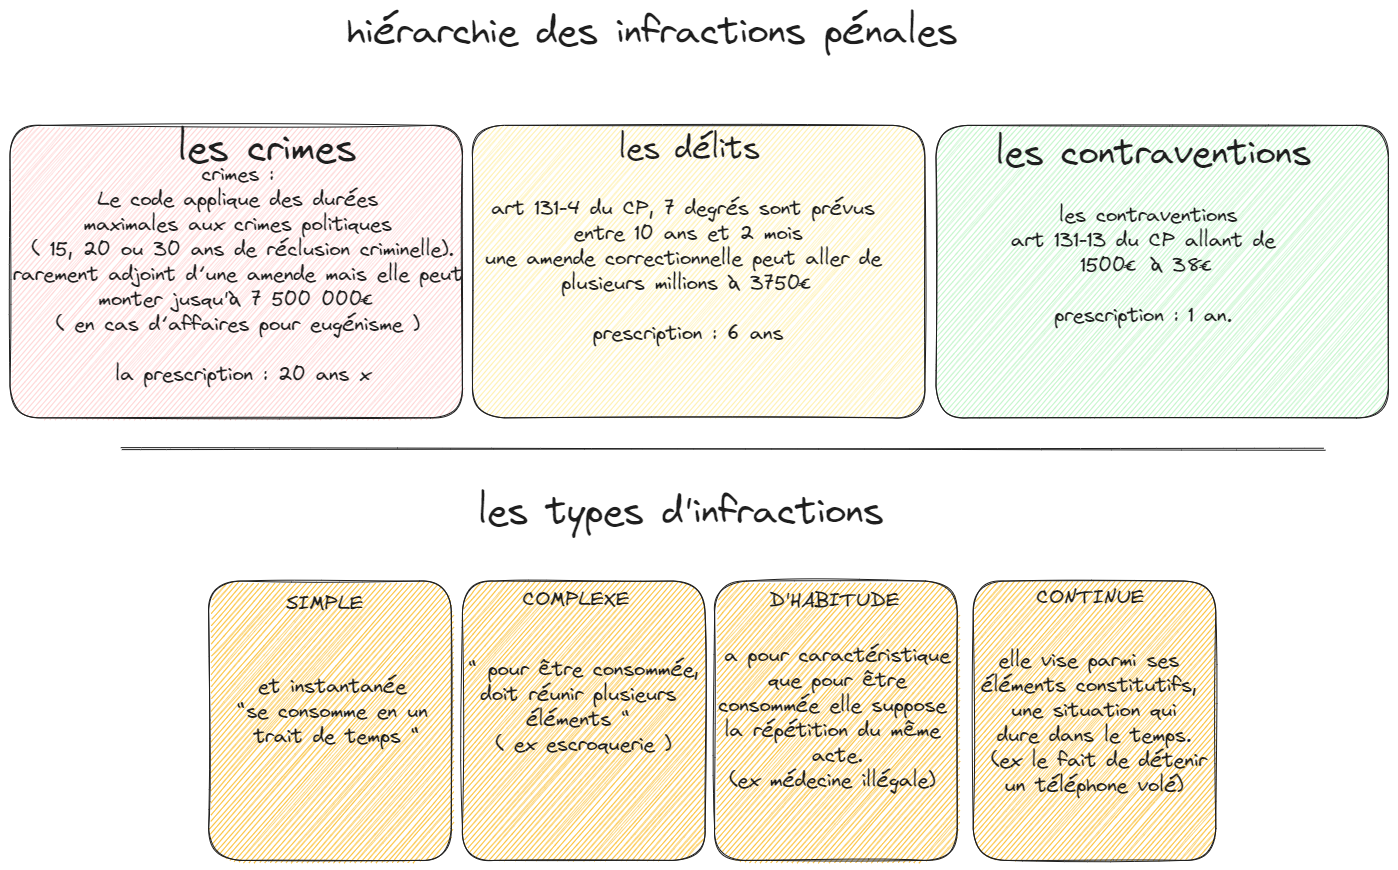 hiérarchie des infractions pénales
les crimes
crimes :
Le code applique des durées
maximales aux crimes politiques
( 15, 20 ou 30 ans de réclusion criminelle).
rarement adjoint d'une amende mais elle peut
monter jusqu'à 7 500 000€
( en cas d'affaires pour eugénisme )
la prescription : 20 ans x
les délits
art 131-4 du CP, 7 degrés sont prévus
entre 10 ans et 2 mois
une amende correctionnelle peut aller de
plusieurs millions à 3750€
prescription : 6 ans
les contraventions
les contraventions
art 131-13 du CP allant de
1500€ à 38€
prescription : 1 an.
les types d'infractions
SIMPLE
et instantanée
"se consomme en un
trait de temps "
COMPLEXE
" pour être consommée,
doit réunir plusieurs
éléments "
( ex escroquerie )
D'HABITUDE
a pour caractéristique
que pour être
consommée elle suppose
la répétition du même
acte.
(ex médecine illégale)
CONTINUE
elle vise parmi ses
éléments constitutifs,
une situation qui
dure dans le temps.
(ex le fait de détenir
un téléphone volé)